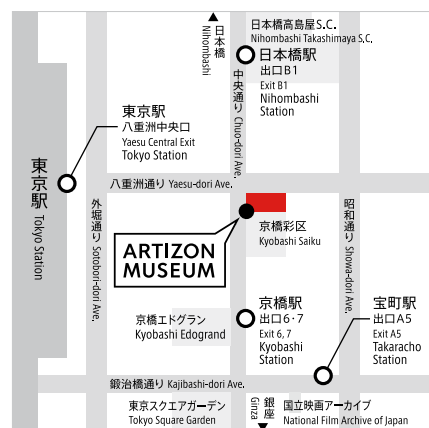 日本橋
Nihombashi
日本橋高島屋S.C.
Nihombashi Takashimaya S.C.
日本橋駅
出口B1
Exit B1
Nihombashi
Station
中央通り Chuo-dori Ave.
東京駅
八重洲中央口
Yaesu Central Exit
Tokyo Station
東京駅 Tokyo Station
八重洲通り Yaesu-dori Ave.
外堀通り Sotobori-dori Ave.
昭和通り Showa-dori Ave.
京橋彩区
Kyobashi Saiku
ARTIZON
MUSEUM
京橋エドグラン
Kyobashi Edogrand
京橋駅
出口6・7
Exit 6, 7
Kyobashi
Station
宝町駅
出口A5
Exit A5
Takaracho
Station
鍛治橋通り Kajibashi-dori Ave.
東京スクエアガーデン
Tokyo Square Garden
銀座
Ginza
国立映画アーカイブ
National Film Archive of Japan